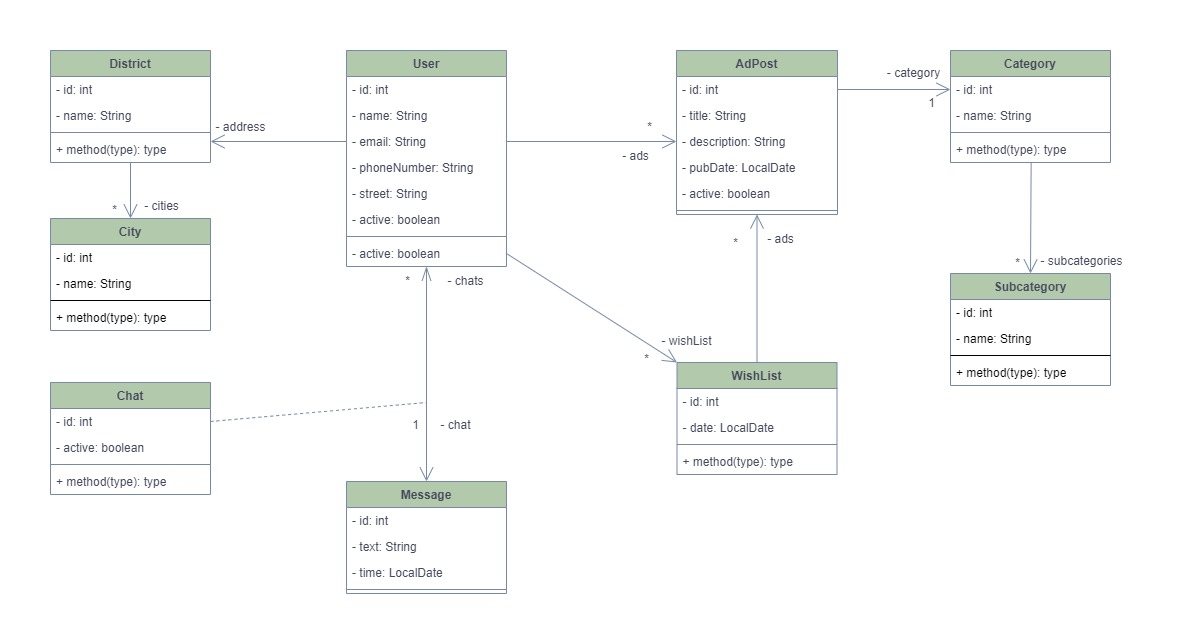 District
- id: int
- name: String
+ method(type): type
- address
* - cities
City
- id: int
- name: String
+ method(type): type
User
- id: int
- name: String
- email: String
- phoneNumber: String
- street: String
- active: boolean
- active: boolean
* - chats
*
- ads
- wishList
*
AdPost
- id: int
- title: String
- description: String
- pubDate: LocalDate
- active: boolean
* - ads
- category
1
Category
- id: int
- name: String
+ method(type): type
* - subcategories
Subcategory
- id: int
- name: String
+ method(type): type
Chat
- id: int
- active: boolean
+ method(type): type
1 - chat
Message
- id: int
- text: String
- time: LocalDate
WishList
- id: int
- date: LocalDate
+ method(type): type